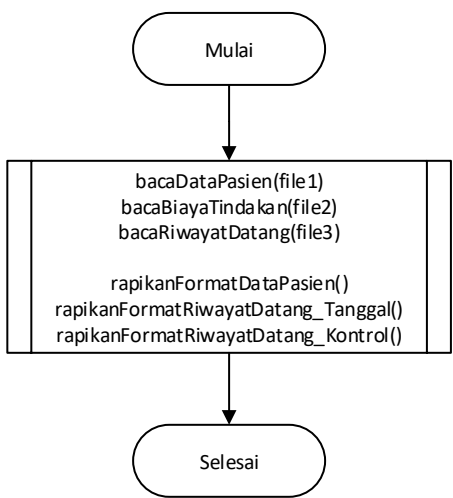 Mulai
bacaDataPasien(file1)
bacaBiayaTindakan(file2)
bacaRiwayatDatang(file3)
rapikanFormatDataPasien()
rapikanFormatRiwayatDatang_Tanggal()
rapikanFormatRiwayatDatang_Kontrol()
Selesai